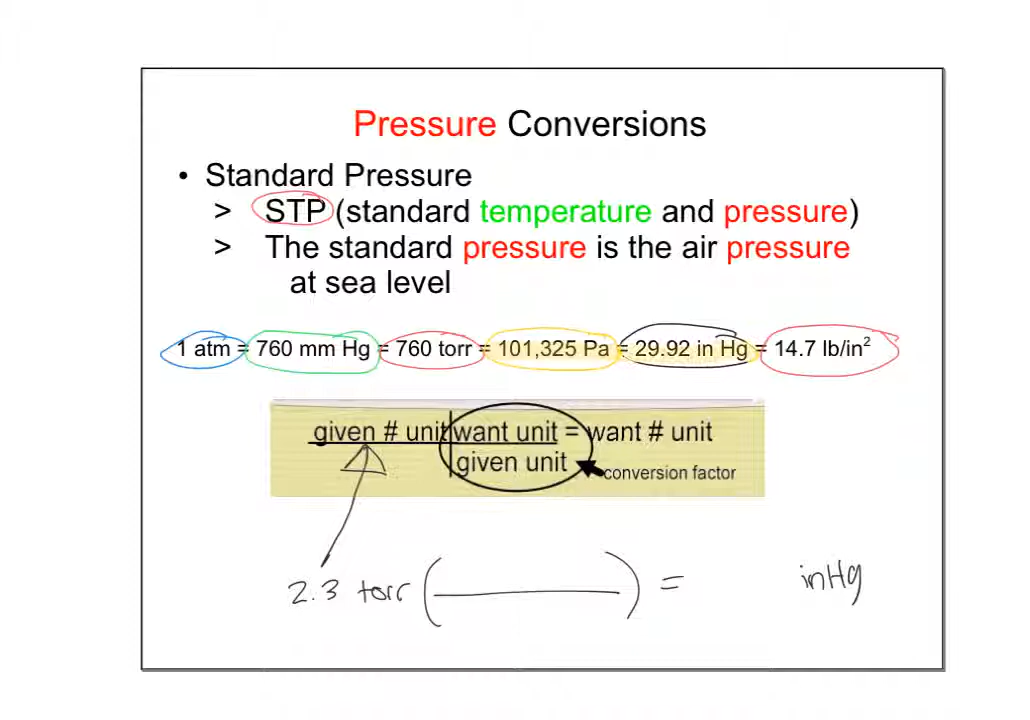 Pressure Conversions
• Standard Pressure
> STP (standard temperature and pressure)
> The standard pressure is the air pressure
at sea level
1 atm = 760 mm Hg = 760 torr = 101,325 Pa = 29.92 in Hg = 14.7 lb/in²
given # unit want unit = want # unit
given unit conversion factor
2.3 torr ( ) = inHg